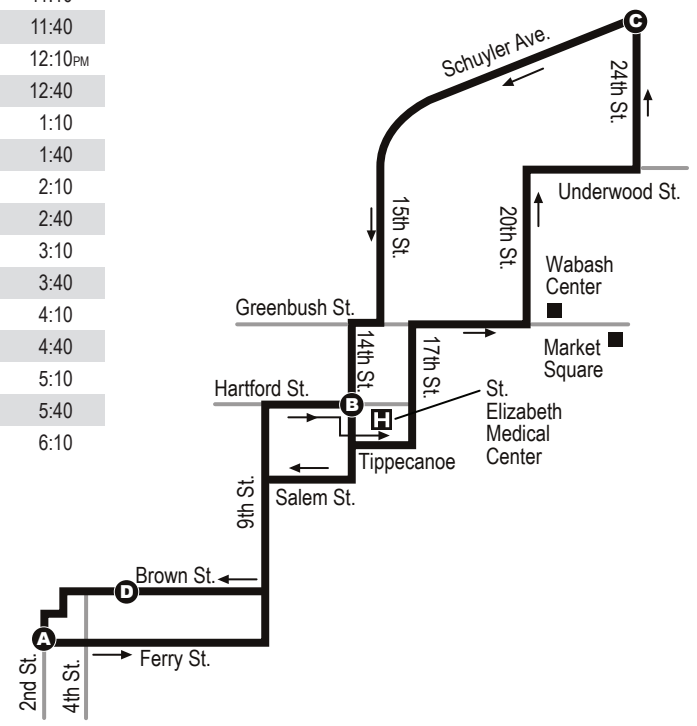 11:40
12:10PM
12:40
1:10
1:40
2:10
2:40
3:10
3:40
4:10
4:40
5:10
5:40
6:10
C
Schuyler Ave.
24th St.
Underwood St.
15th St.
20th St.
Wabash
Center
Greenbush St.
14th St.
17th St.
Market
Square
Hartford St.
B
H
St.
Elizabeth
Medical
Center
Tippecanoe
Salem St.
9th St.
Brown St.
D
A
Ferry St.
2nd St.
4th St.